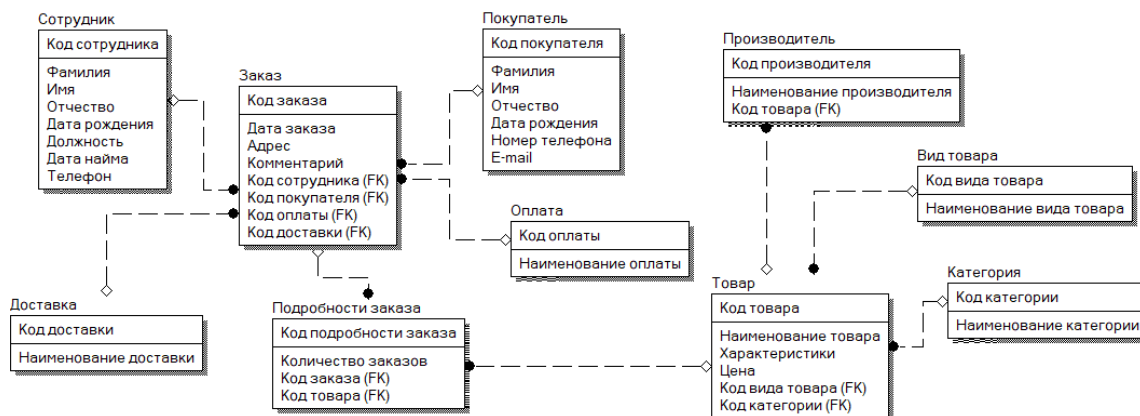 Сотрудник
Код сотрудника
Фамилия
Имя
Отчество
Дата рождения
Должность
Дата найма
Телефон
Заказ
Код заказа
Дата заказа
Адрес
Комментарий
Код сотрудника (FK)
Код покупателя (FK)
Код оплаты (FK)
Код доставки (FK)
Покупатель
Код покупателя
Фамилия
Имя
Отчество
Дата рождения
Номер телефона
E-mail
Производитель
Код производителя
Наименование производителя
Код товара (FK)
Вид товара
Код вида товара
Наименование вида товара
Оплата
Код оплаты
Наименование оплаты
Доставка
Код доставки
Наименование доставки
Подробности заказа
Код подробности заказа
Количество заказов
Код заказа (FK)
Код товара (FK)
Товар
Код товара
Наименование товара
Характеристики
Цена
Код вида товара (FK)
Код категории (FK)
Категория
Код категории
Наименование категории